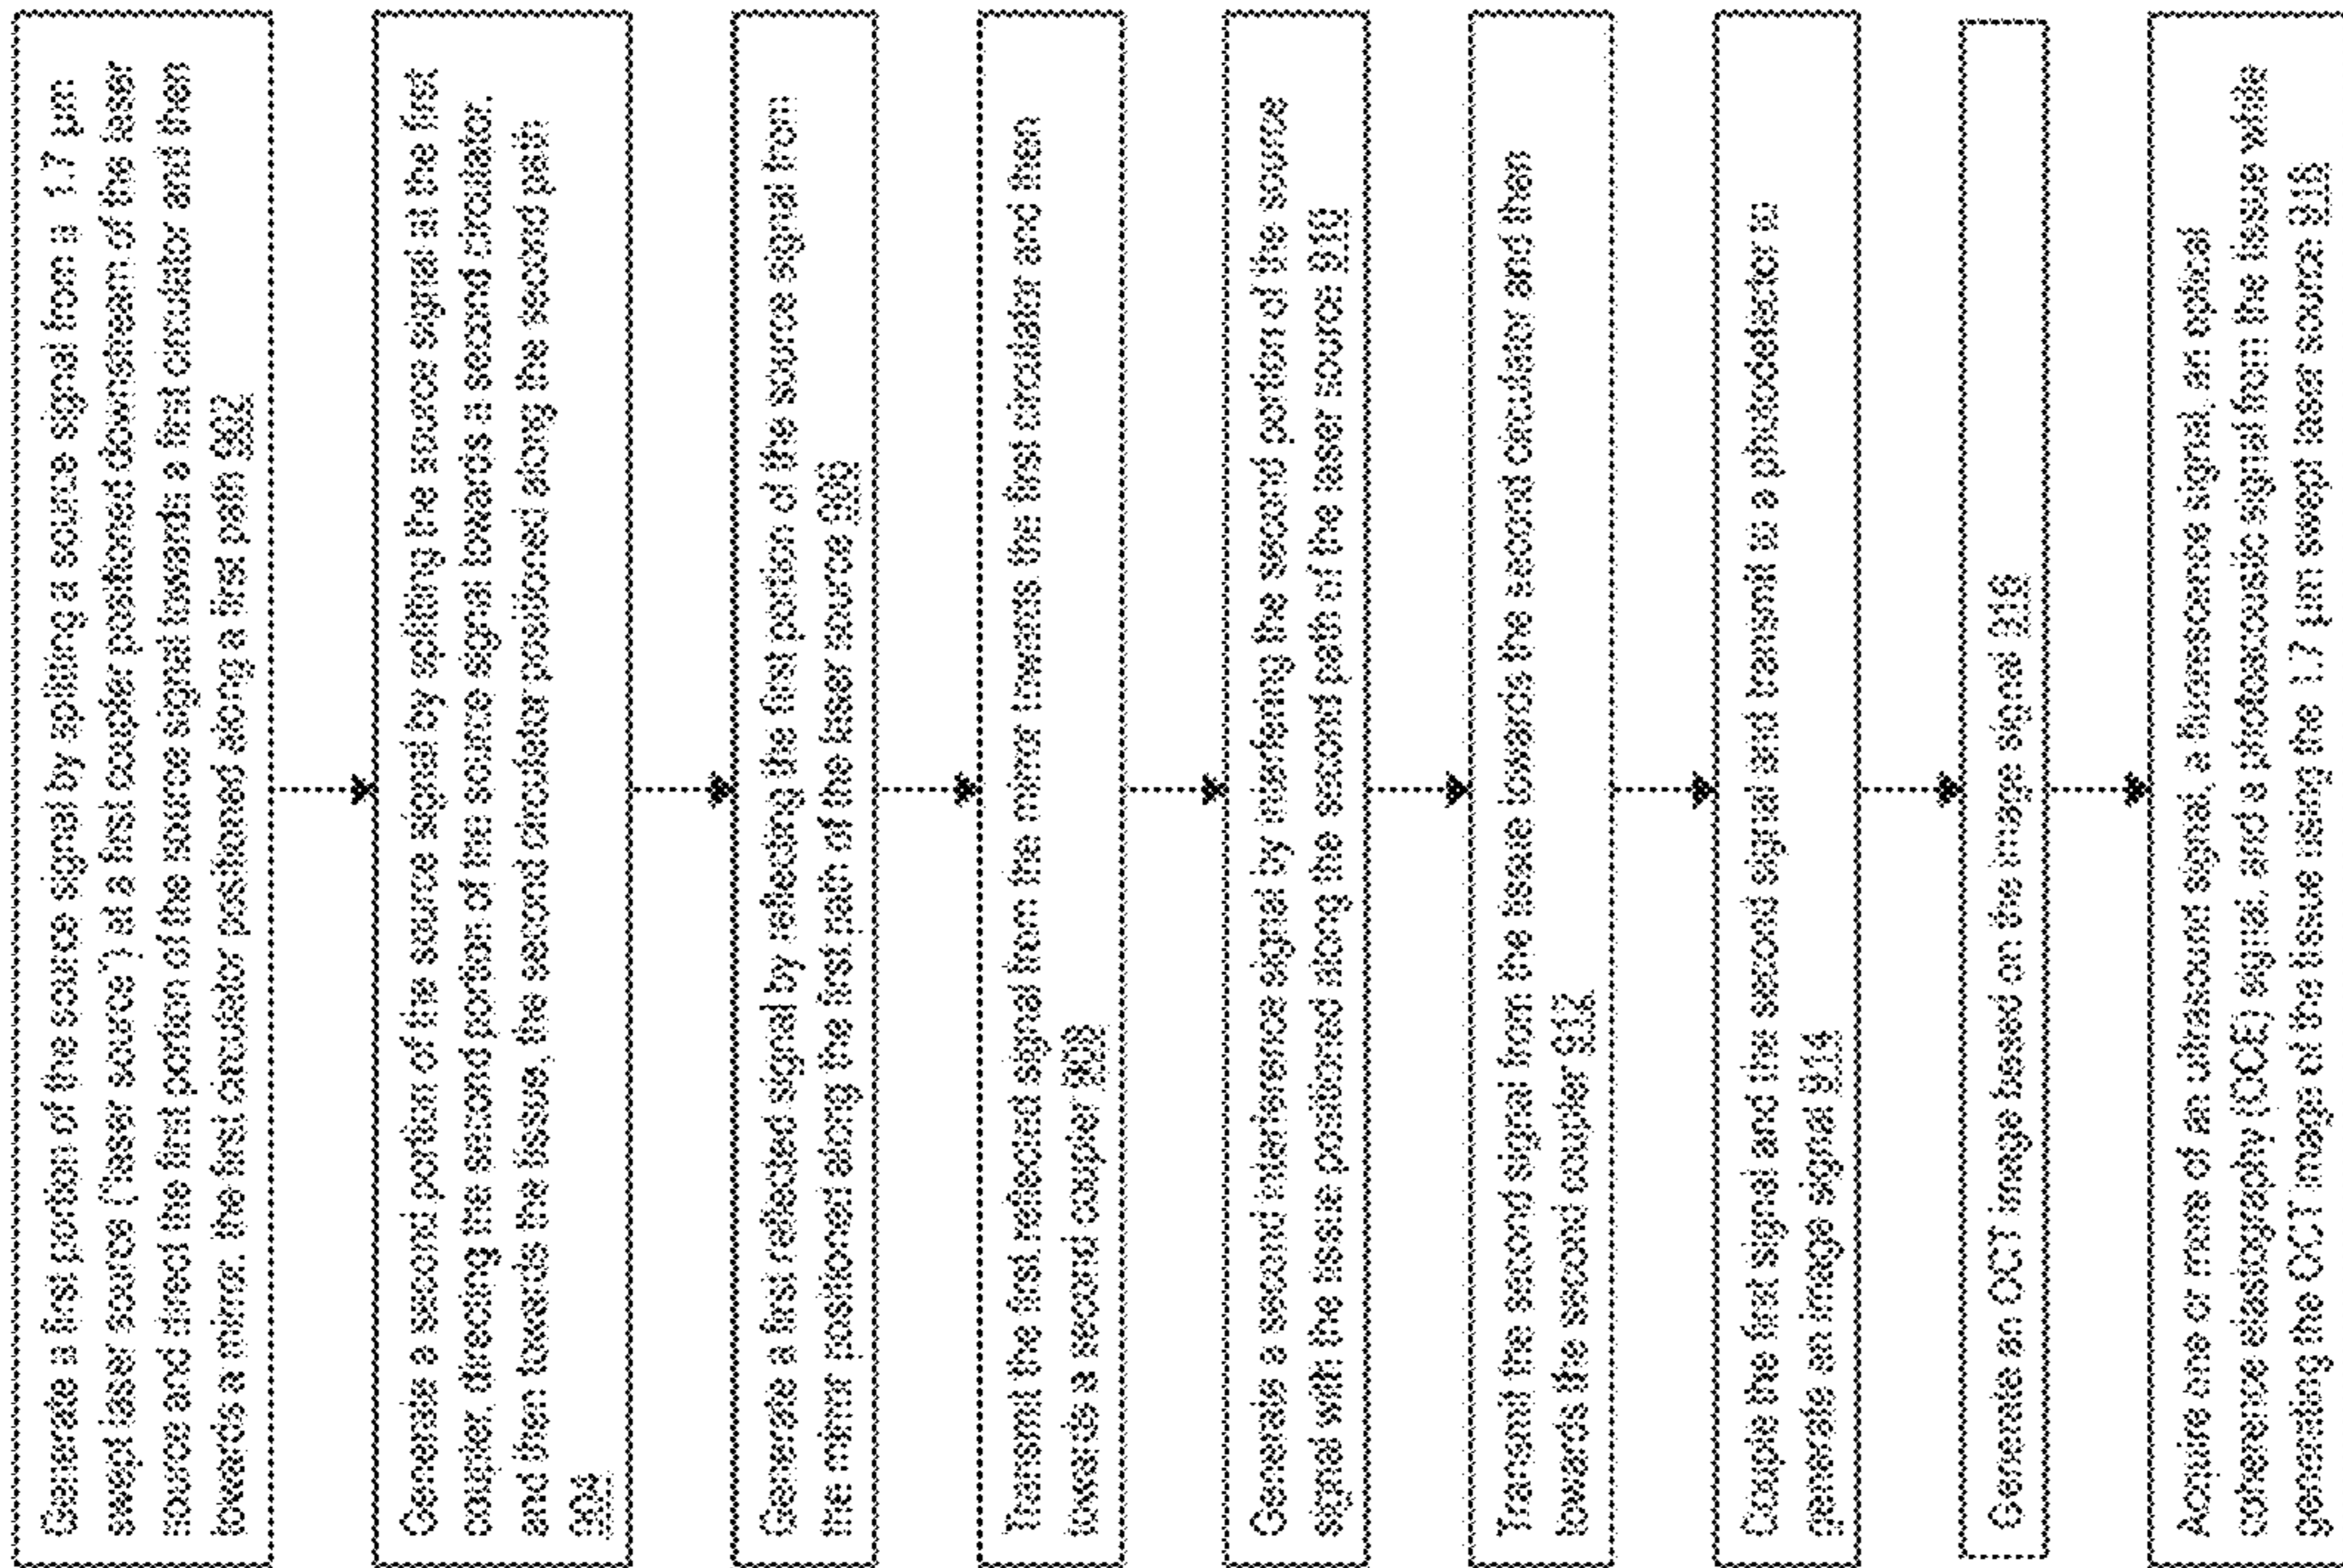 Generate a first portion of the source signal by splitting a source signal from a 1.7 µm
swept laser source ("laser source") at a first coupler positioned downstream of the laser
source and direct the first portion of the source signal towards a first circulator and then
towards a mirror, the first circulator positioned along a first path 902
Generate a second portion of the source signal by splitting the source signal at the first
coupler, directing the second portion of the source signal towards a second circulator,
and then towards the tissue, the second circulator positioned along the second path
904
Generate a first reflected signal by reflecting the first portion of the source signal from
the mirror positioned along the first path of the laser source 906
Transmit the first reflected signal from the mirror towards the first circulator and then
towards a second coupler 908
Generate a second interference signal by interfering the second portion of the source
signal with the tissue positioned along the second path of the laser source 910
Transmit the second signal from the tissue towards the second circulator and then
towards the second coupler 912
Couple the first signal and the second signal and transmit to a photodetector to
generate an image signal 914
Generate an OCT image based on the image signal 916
Acquire one or more of an ultrasound signal, a fluorescence signal, an optical
coherence elastography (OCE) signal, and a photoacoustic signal from the tissue while
generating the OCT image of the tissue using the 1.7 µm swept laser source 918